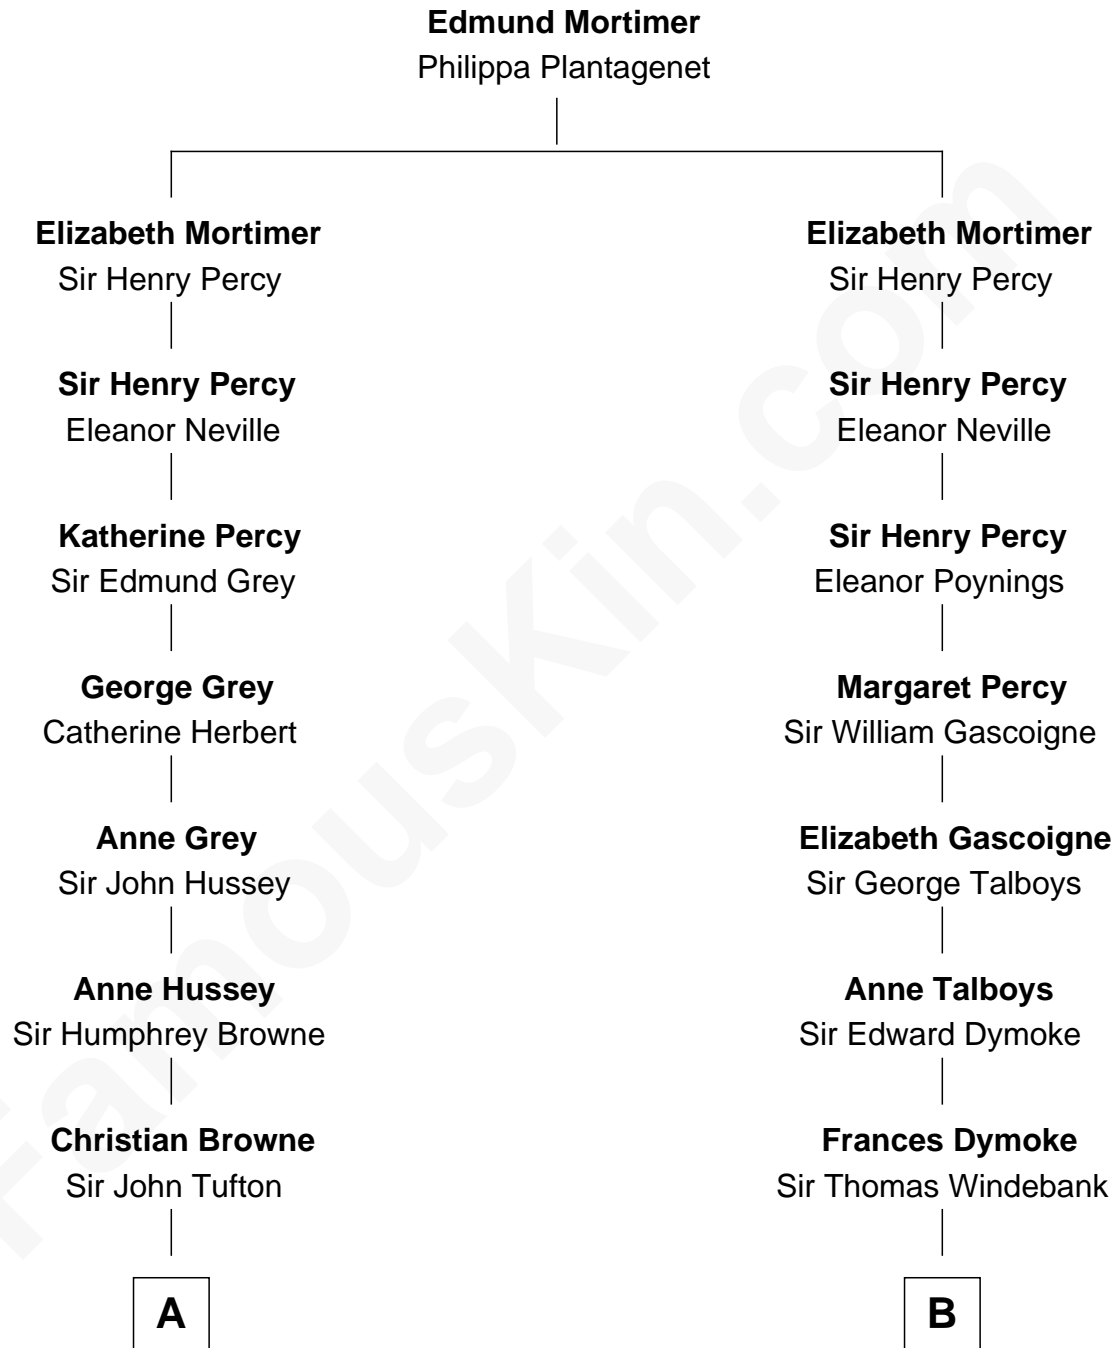 Edmund Mortimer
Philippa Plantagenet
Elizabeth Mortimer
Sir Henry Percy
Sir Henry Percy
Eleanor Neville
Katherine Percy
Sir Edmund Grey
George Grey
Catherine Herbert
Anne Grey
Sir John Hussey
Anne Hussey
Sir Humphrey Browne
Christian Browne
Sir John Tufton
A
Elizabeth Mortimer
Sir Henry Percy
Sir Henry Percy
Eleanor Neville
Sir Henry Percy
Eleanor Poynings
Margaret Percy
Sir William Gascoigne
Elizabeth Gascoigne
Sir George Talboys
Anne Talboys
Sir Edward Dymoke
Frances Dymoke
Sir Thomas Windebank
B
FamousKin.com